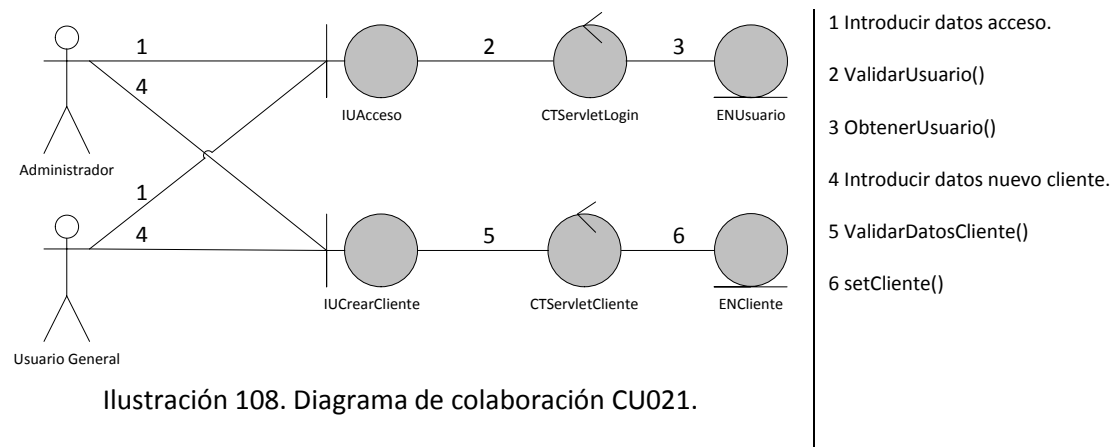 1
4
2
3
IUAcceso
CTServletLogin
ENUsuario
Administrador
1
4
5
6
IUCrearCliente
CTServletCliente
ENCliente
Usuario General
1 Introducir datos acceso.
2 ValidarUsuario()
3 ObtenerUsuario()
4 Introducir datos nuevo cliente.
5 ValidarDatosCliente()
6 setCliente()
Ilustración 108. Diagrama de colaboración CU021.